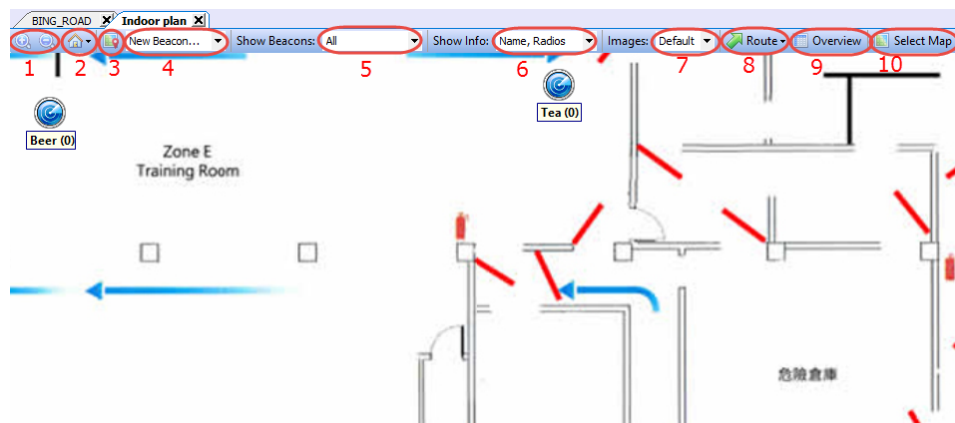 BING_ROAD X Indoor plan X
New Beacon... Show Beacons: All Show Info: Name, Radios Images: Default Route Overview Select Map
1 2 3 4 5 6 7 8 9 10
Beer (0)
Tea (0)
Zone E
Training Room
危險倉庫